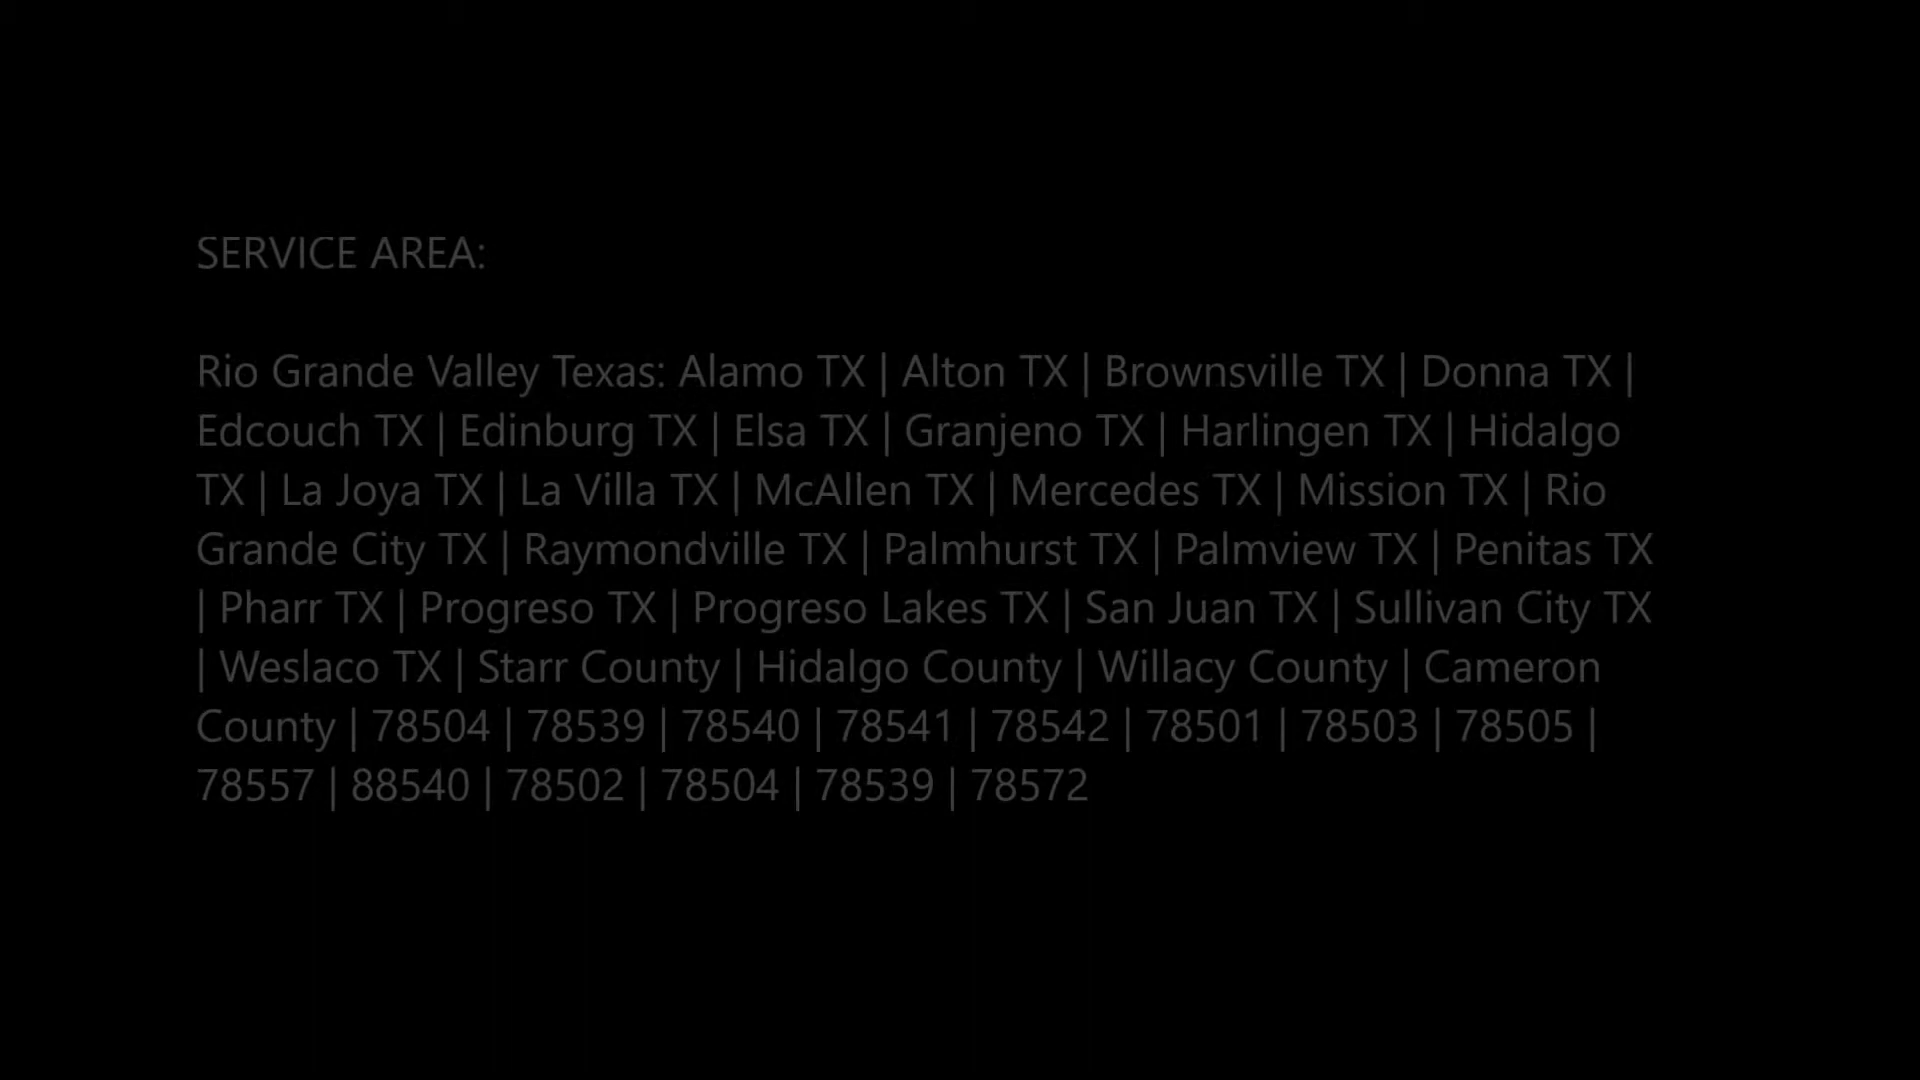 SERVICE AREA:
Rio Grande Valley Texas: Alamo TX | Alton TX | Brownsville TX | Donna TX |
Edcouch TX | Edinburg TX | Elsa TX | Granjeno TX | Harlingen TX | Hidalgo
TX | La Joya TX | La Villa TX | McAllen TX | Mercedes TX | Mission TX | Rio
Grande City TX | Raymondville TX | Palmhurst TX | Palmview TX | Penitas TX
| Pharr TX | Progreso TX | Progreso Lakes TX | San Juan TX | Sullivan City TX
| Weslaco TX | Starr County | Hidalgo County | Willacy County | Cameron
County | 78504 | 78539 | 78540 | 78541 | 78542 | 78501 | 78503 | 78505 |
78557 | 88540 | 78502 | 78504 | 78539 | 78572